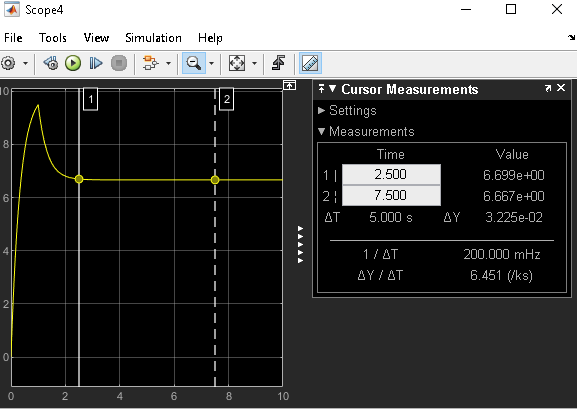 Scope4
File Tools View Simulation Help
Cursor Measurements
Settings
Measurements
Time Value
1 | 2.500 6.699e+00
2 ¦ 7.500 6.667e+00
ΔT 5.000 s ΔY 3.225e-02
1 / ΔT 200.000 mHz
ΔY / ΔT 6.451 (/ks)
1 2
10
8
6
4
2
0
0 2 4 6 8 10